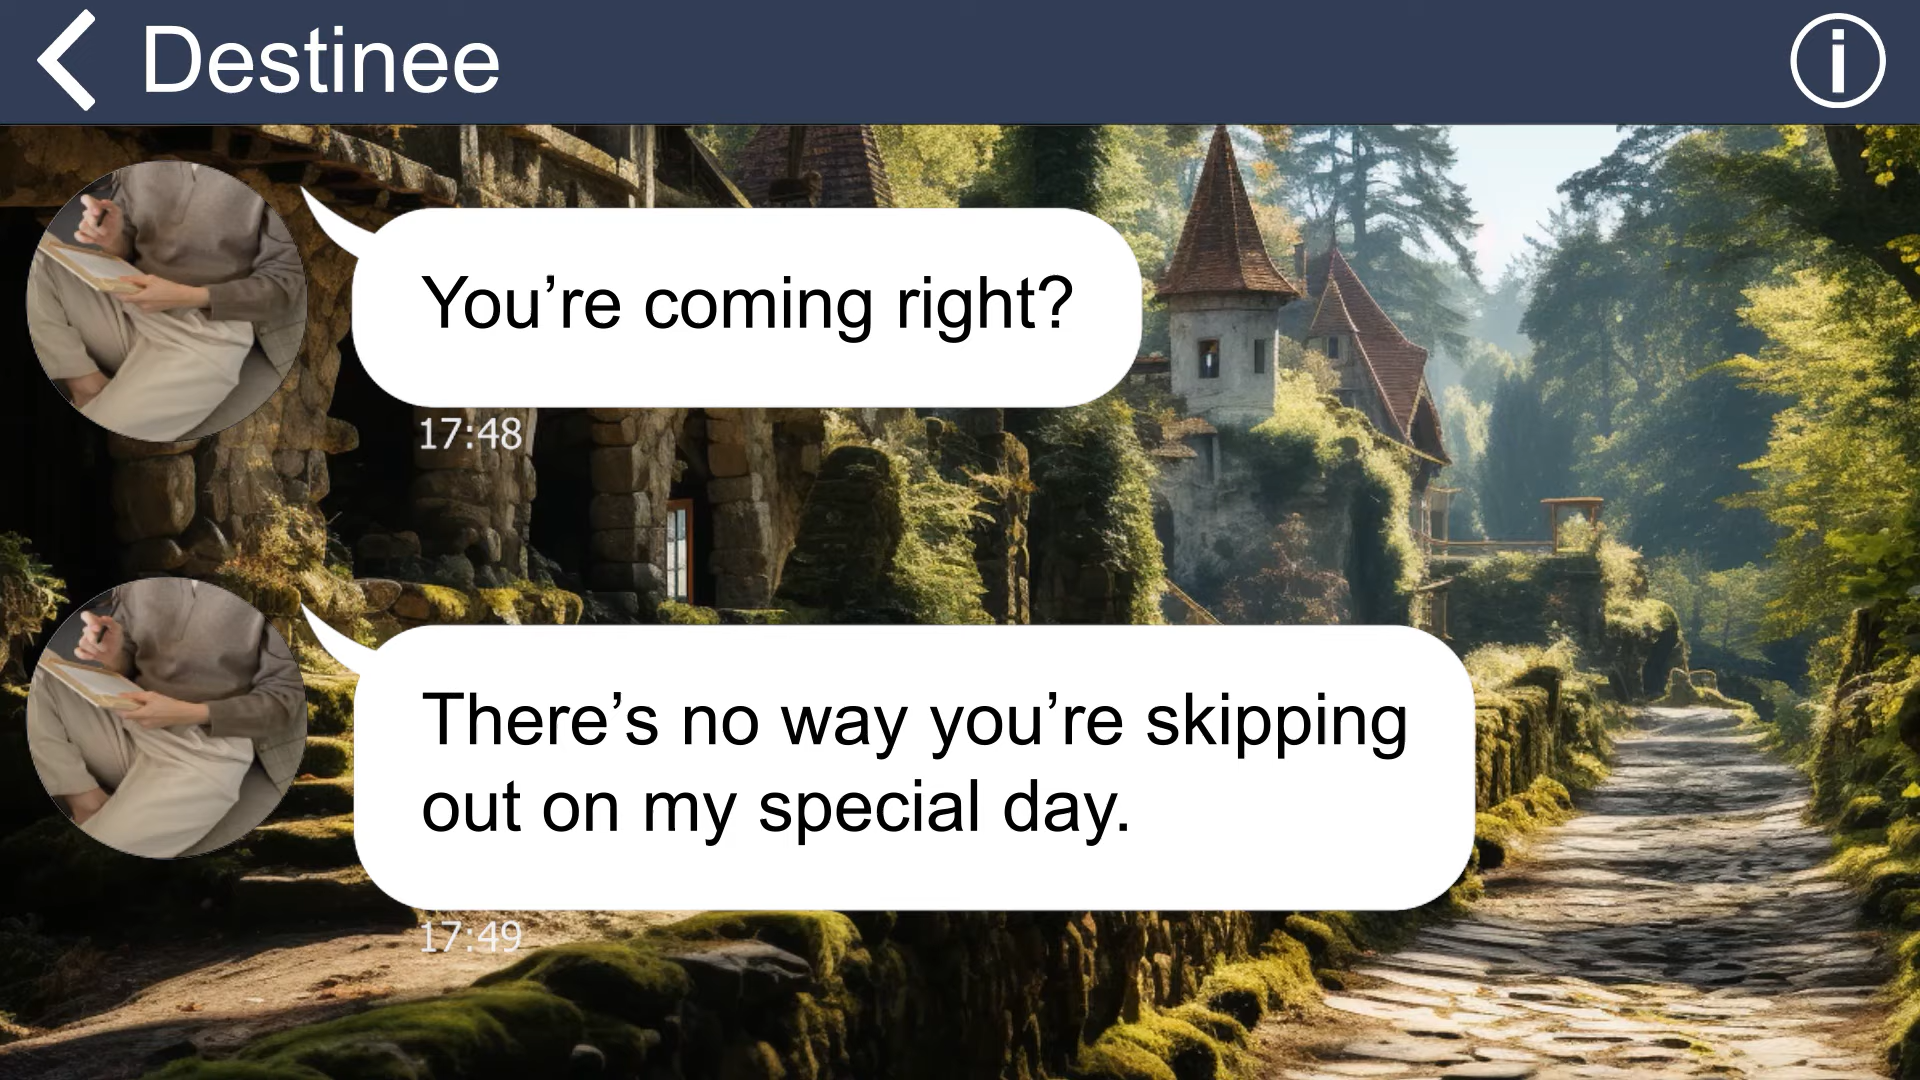 Destinee
You’re coming right?
17:48
There’s no way you’re skipping
out on my special day.
17:49